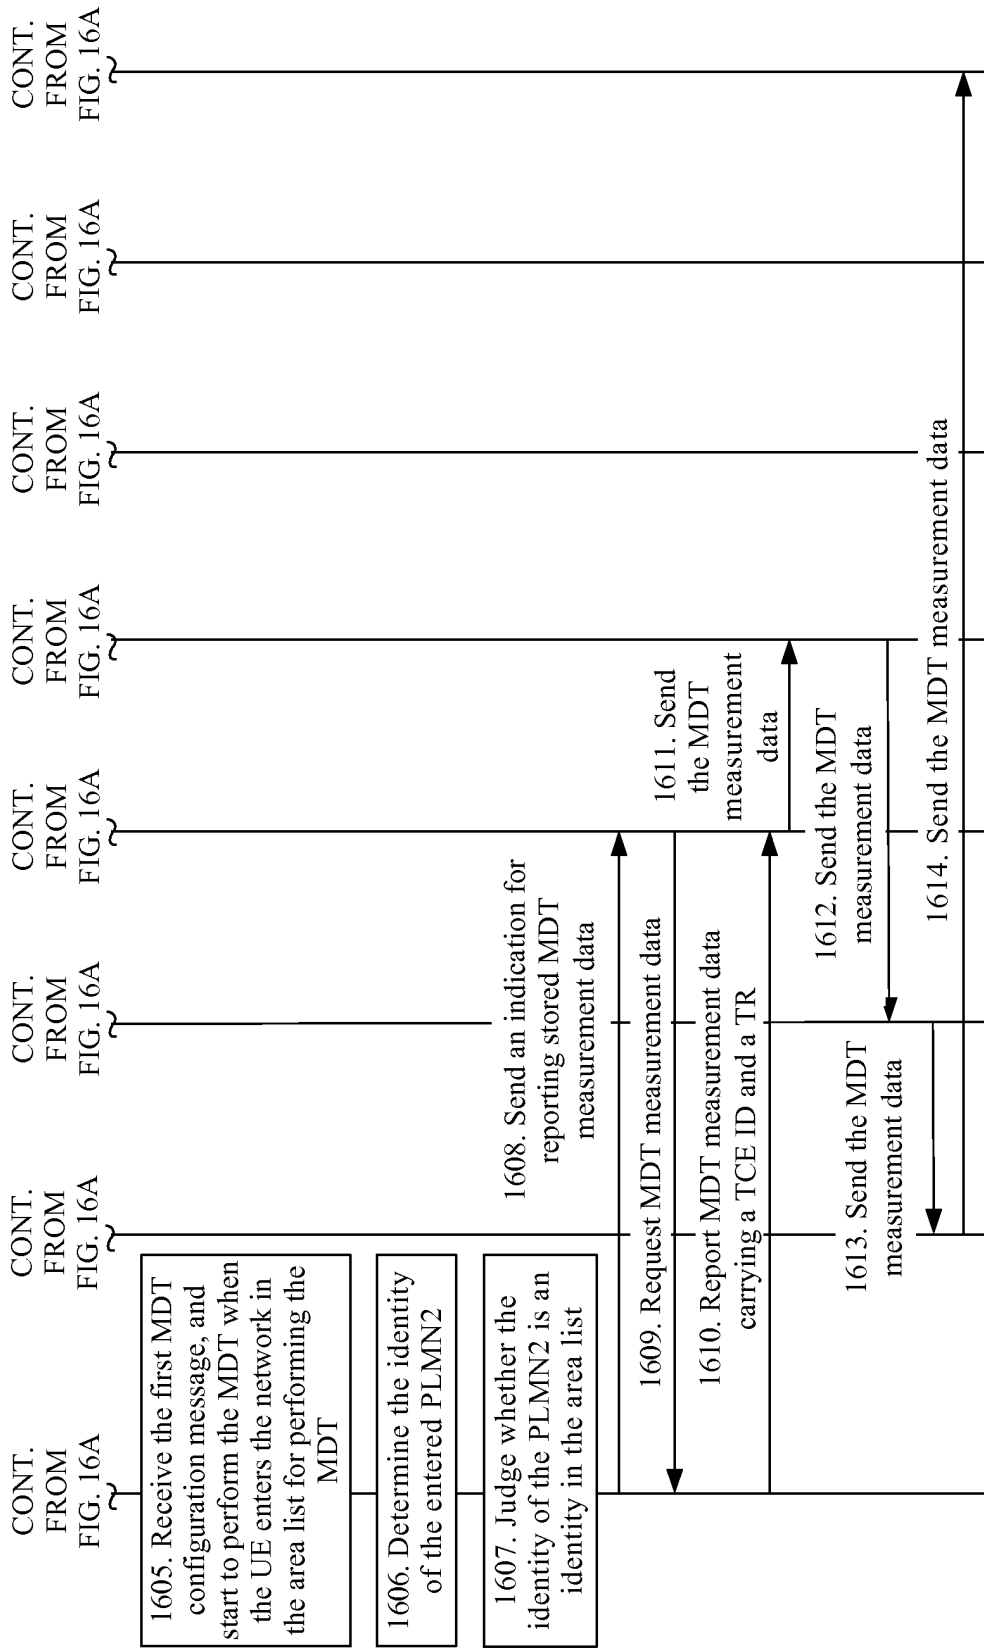 CONT.
FROM
FIG. 16A
CONT.
FROM
FIG. 16A
CONT.
FROM
FIG. 16A
CONT.
FROM
FIG. 16A
CONT.
FROM
FIG. 16A
CONT.
FROM
FIG. 16A
CONT.
FROM
FIG. 16A
CONT.
FROM
FIG. 16A
1605. Receive the first MDT
configuration message, and
start to perform the MDT when
the UE enters the network in
the area list for performing the
MDT
1606. Determine the identity
of the entered PLMN2
1607. Judge whether the
identity of the PLMN2 is an
identity in the area list
1608. Send an indication for
reporting stored MDT
measurement data
1609. Request MDT measurement data
1610. Report MDT measurement data
carrying a TCE ID and a TR
1611. Send
the MDT
measurement
data
1612. Send the MDT
measurement data
1613. Send the MDT
measurement data
1614. Send the MDT measurement data